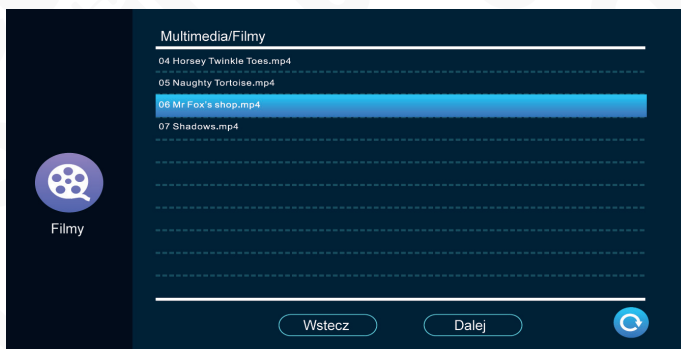 Multimedia/Filmy
04 Horsey Twinkle Toes.mp4
05 Naughty Tortoise.mp4
06 Mr Fox's shop.mp4
07 Shadows.mp4
Filmy
Wstecz
Dalej